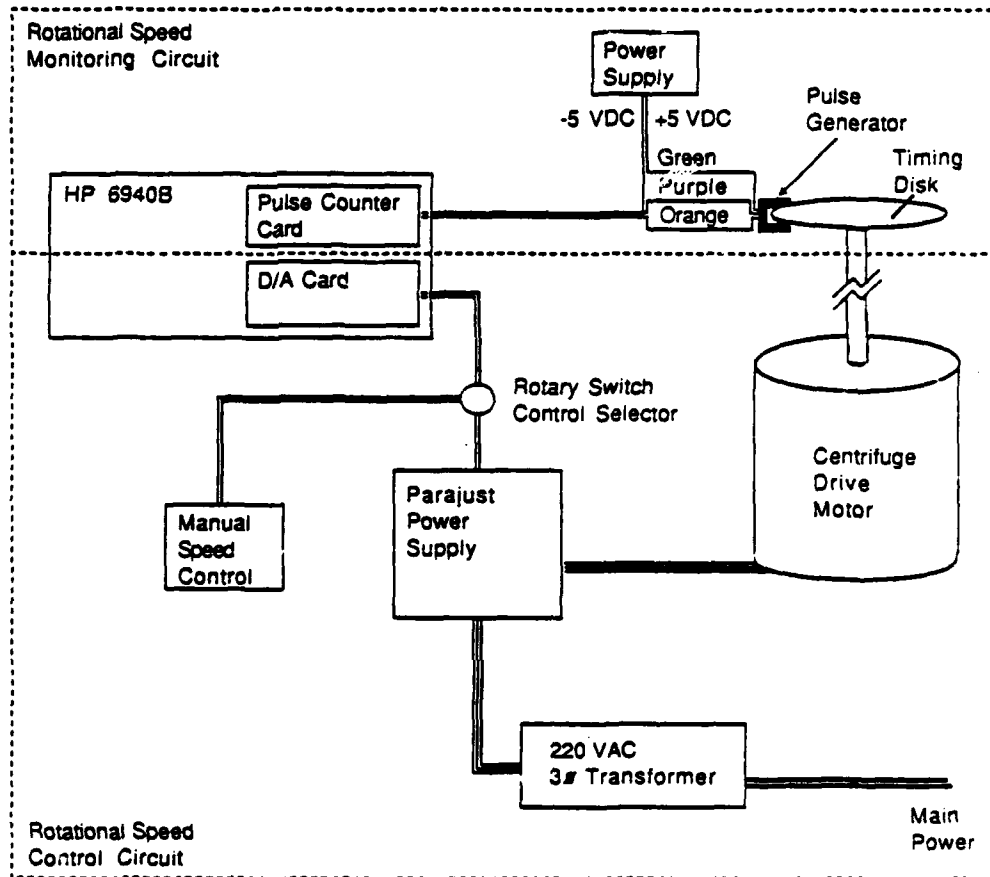 Rotational Speed
Monitoring Circuit
Power
Supply
-5 VDC
+5 VDC
Pulse
Generator
Timing
Disk
Green
Purple
Orange
HP 6940B
Pulse Counter
Card
D/A Card
Rotary Switch
Control Selector
Manual
Speed
Control
Parajust
Power
Supply
Centrifuge
Drive
Motor
220 VAC
3ø Transformer
Main
Power
Rotational Speed
Control Circuit